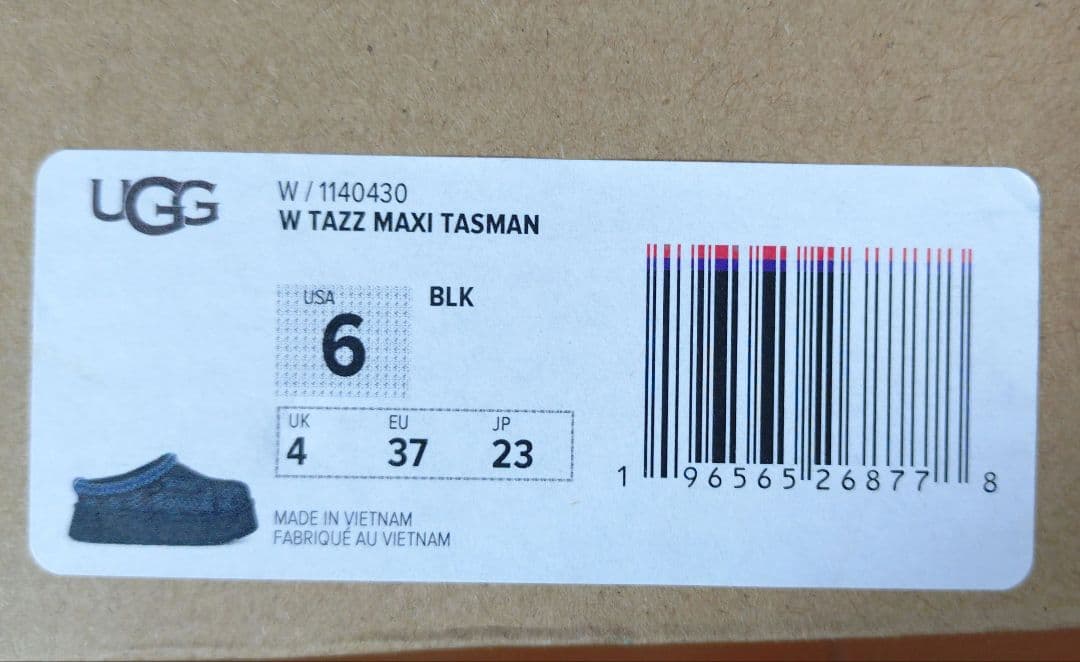 UGG
W / 1140430
W TAZZ MAXI TASMAN
USA
6
BLK
UK
4
EU
37
JP
23
MADE IN VIETNAM
FABRIQUÉ AU VIETNAM
1 96565 26877 8